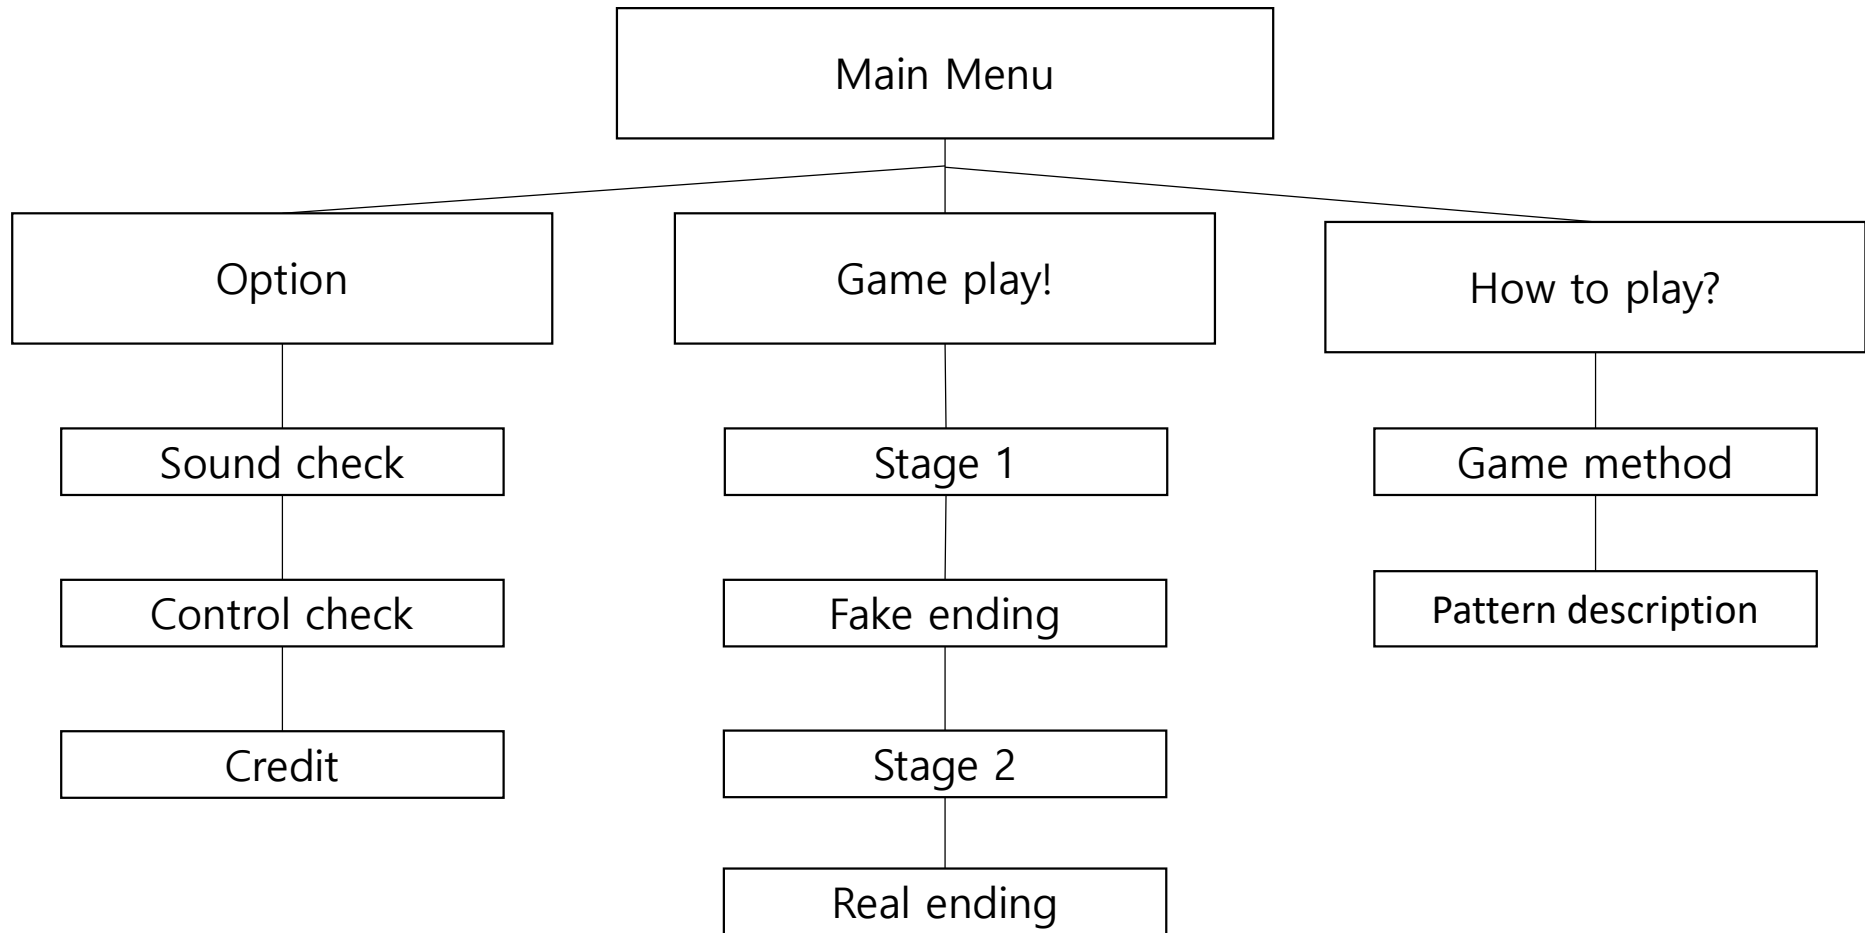 Main Menu
Option
Game play!
How to play?
Sound check
Stage 1
Game method
Control check
Fake ending
Pattern description
Credit
Stage 2
Real ending